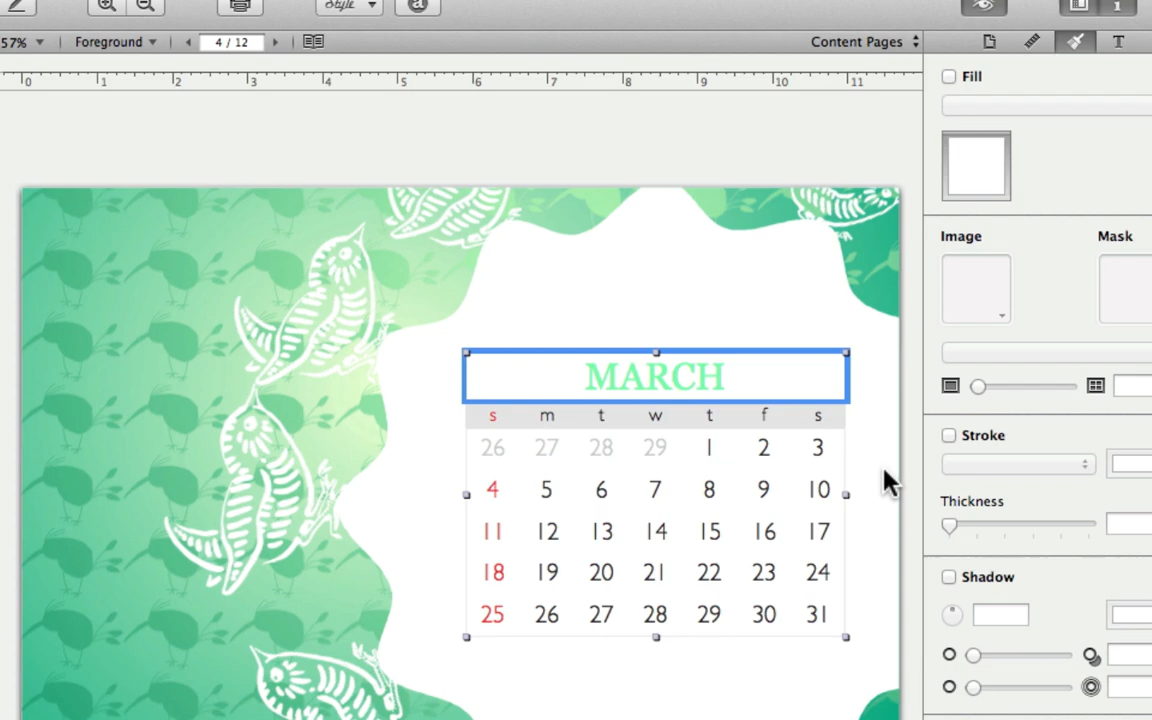 Style
a
57% Foreground 4 / 12 Content Pages T
0 1 2 3 4 5 6 7 8 9 10 11
Fill
Image Mask
MARCH
s m t w t f s
26 27 28 29 1 2 3
4 5 6 7 8 9 10
11 12 13 14 15 16 17
18 19 20 21 22 23 24
25 26 27 28 29 30 31
Stroke
Thickness
Shadow